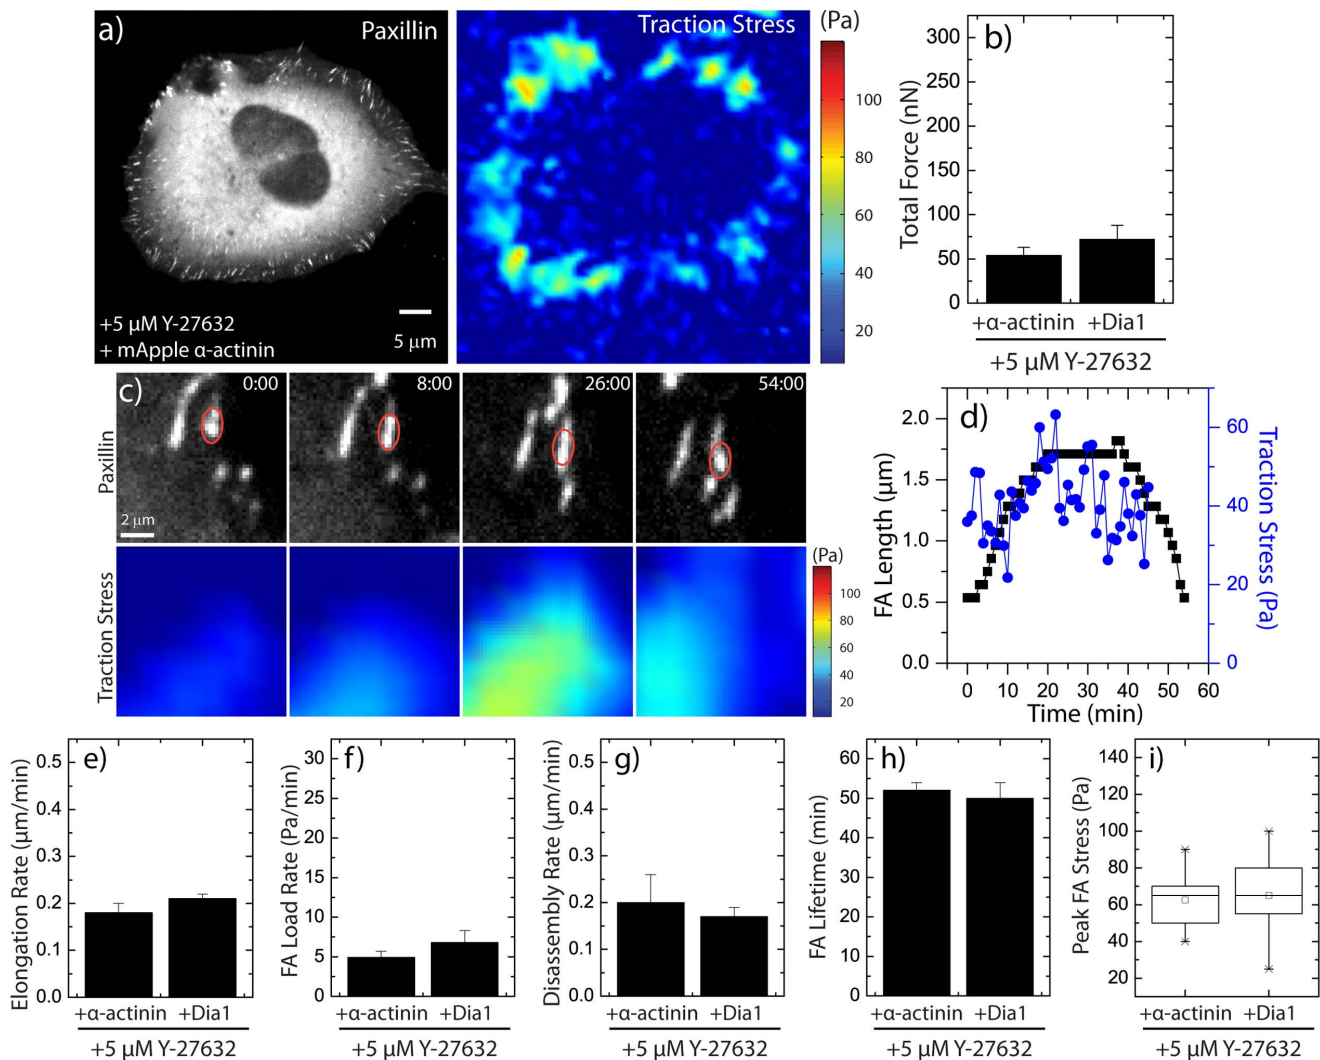 a)
Paxillin
+5 μM Y-27632
+ mApple α-actinin
5 μm
Traction Stress
(Pa)
100
80
60
40
20
b)
Total Force (nN)
300
250
200
150
100
50
0
+α-actinin
+Dia1
+5 μM Y-27632
c)
0:00
8:00
26:00
54:00
Paxillin
2 μm
Traction Stress
(Pa)
100
80
60
40
20
d)
FA Length (μm)
2.0
1.5
1.0
0.5
0.0
Traction Stress (Pa)
60
40
20
0
0 10 20 30 40 50 60
Time (min)
e)
Elongation Rate (μm/min)
0.5
0.4
0.3
0.2
0.1
0.0
+α-actinin +Dia1
+5 μM Y-27632
f)
FA Load Rate (Pa/min)
30
25
20
15
10
5
0
+α-actinin +Dia1
+5 μM Y-27632
g)
Disassembly Rate (μm/min)
0.5
0.4
0.3
0.2
0.1
0.0
+α-actinin +Dia1
+5 μM Y-27632
h)
FA Lifetime (min)
60
50
40
30
20
10
0
+α-actinin +Dia1
+5 μM Y-27632
i)
Peak FA Stress (Pa)
140
120
100
80
60
40
20
+α-actinin +Dia1
+5 μM Y-27632